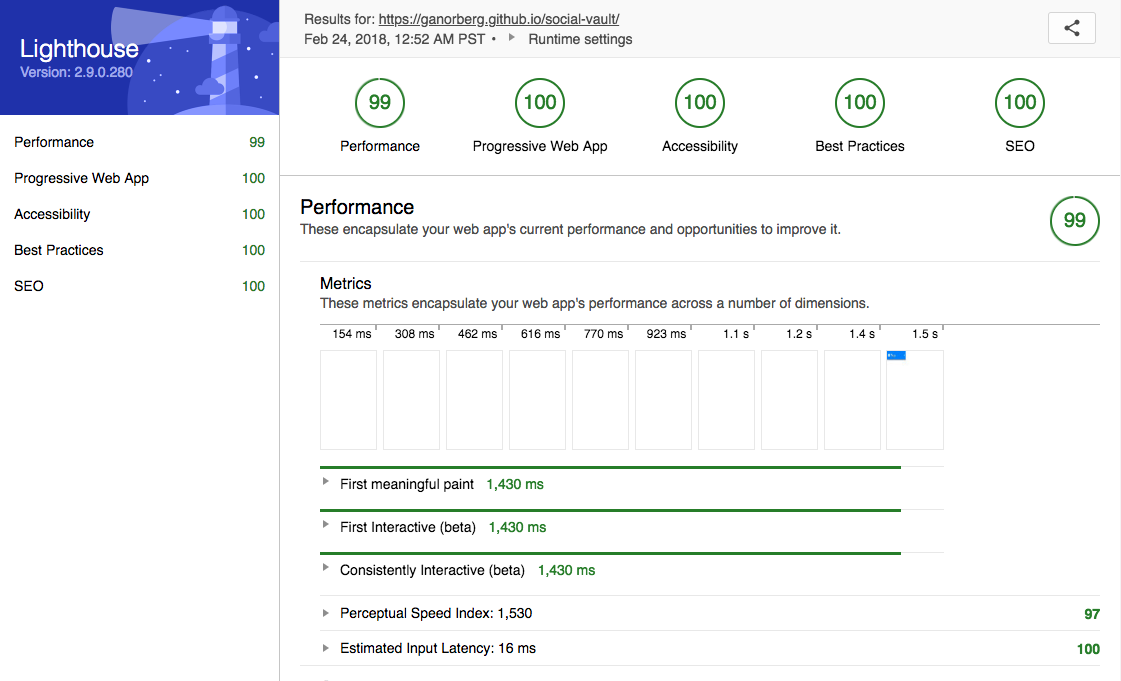 Lighthouse
Version: 2.9.0.280
Performance 99
Progressive Web App 100
Accessibility 100
Best Practices 100
SEO 100
Results for: https://ganorberg.github.io/social-vault/
Feb 24, 2018, 12:52 AM PST • Runtime settings
99 100 100 100 100
Performance Progressive Web App Accessibility Best Practices SEO
Performance
These encapsulate your web app's current performance and opportunities to improve it.
99
Metrics
These metrics encapsulate your web app's performance across a number of dimensions.
154 ms 308 ms 462 ms 616 ms 770 ms 923 ms 1.1 s 1.2 s 1.4 s 1.5 s
First meaningful paint 1,430 ms
First Interactive (beta) 1,430 ms
Consistently Interactive (beta) 1,430 ms
Perceptual Speed Index: 1,530 97
Estimated Input Latency: 16 ms 100